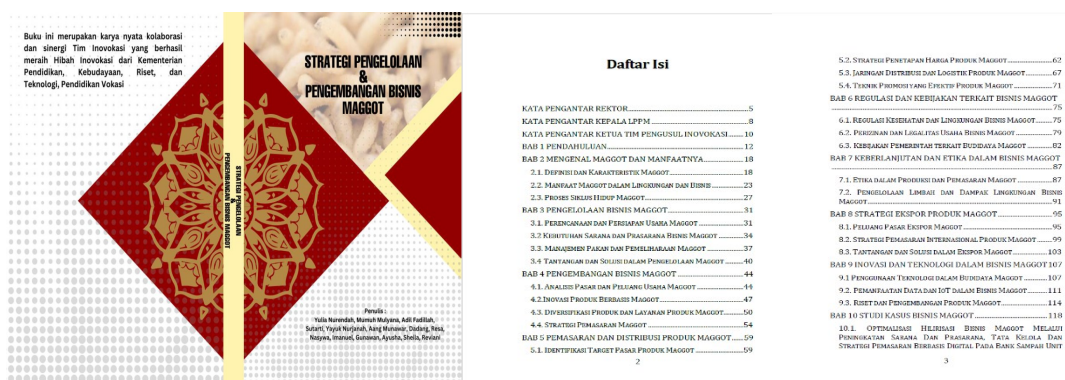 Buku ini merupakan karya nyata kolaborasi
dan sinergi Tim Inovokasi yang berhasil
meraih Hibah Inovokasi dari Kementerian
Pendidikan, Kebudayaan, Riset, dan
Teknologi, Pendidikan Vokasi
STRATEGI PENGELOLAAN
&
PENGEMBANGAN BISNIS MAGGOT
STRATEGI PENGELOLAAN
&
PENGEMBANGAN BISNIS
MAGGOT
Penulis :
Yulia Nurendah, Mumuh Mulyana, Adil Fadillah,
Sutarti, Yayuk Nurjanah, Aang Munawar, Dadang, Resa,
Nasywa, Imanuel, Gunawan, Ayusha, Sheila, Reviani
Daftar Isi
KATA PENGANTAR REKTOR.....5
KATA PENGANTAR KEPALA LPPM.....8
KATA PENGANTAR KETUA TIM PENGUSUL INOVOKASI.....10
BAB 1 PENDAHULUAN.....12
BAB 2 MENGENAL MAGGOT DAN MANFAATNYA.....18
2.1. DEFINISI DAN KARAKTERISTIK MAGGOT.....18
2.2. MANFAAT MAGGOT DALAM LINGKUNGAN DAN BISNIS.....23
2.3. PROSES SIKLUS HIDUP MAGGOT.....27
BAB 3 PENGELOLAAN BISNIS MAGGOT.....31
3.1. PERENCANAAN DAN PERSIAPAN USAHA MAGGOT.....31
3.2 KEBUTUHAN SARANA DAN PRASARANA BISNIS MAGGOT.....34
3.3. MANAJEMEN PAKAN DAN PEMELIHARAAN MAGGOT.....37
3.4 TANTANGAN DAN SOLUSI DALAM PENGELOLAAN MAGGOT.....40
BAB 4 PENGEMBANGAN BISNIS MAGGOT.....44
4.1. ANALISIS PASAR DAN PELUANG USAHA MAGGOT.....44
4.2.INOVASI PRODUK BERBASIS MAGGOT.....47
4.3. DIVERSIFIKASI PRODUK DAN LAYANAN PRODUK MAGGOT.....50
4.4. STRATEGI PEMASARAN MAGGOT.....54
BAB 5 PEMASARAN DAN DISTRIBUSI PRODUK MAGGOT.....59
5.1. IDENTIFIKASI TARGET PASAR PRODUK MAGGOT.....59
2
5.2. STRATEGI PENETAPAN HARGA PRODUK MAGGOT.....62
5.3. JARINGAN DISTRIBUSI DAN LOGISTIK PRODUK MAGGOT.....67
5.4. TEKNIK PROMOSI YANG EFEKTIF PRODUK MAGGOT.....71
BAB 6 REGULASI DAN KEBIJAKAN TERKAIT BISNIS MAGGOT
.....75
6.1. REGULASI KESEHATAN DAN LINGKUNGAN BISNIS MAGGOT.....75
6.2. PERIZINAN DAN LEGALITAS USAHA BISNIS MAGGOT.....79
6.3. KEBIJAKAN PEMERINTAH TERKAIT BUDIDAYA MAGGOT.....82
BAB 7 KEBERLANJUTAN DAN ETIKA DALAM BISNIS MAGGOT
.....87
7.1. ETIKA DALAM PRODUKSI DAN PEMASARAN MAGGOT.....87
7.2. PENGELOLAAN LIMBAH DAN DAMPAK LINGKUNGAN BISNIS
MAGGOT.....91
BAB 8 STRATEGI EKSPOR PRODUK MAGGOT.....95
8.1. PELUANG PASAR EKSPOR MAGGOT.....95
8.2. STRATEGI PEMASARAN INTERNASIONAL PRODUK MAGGOT.....99
8.3. TANTANGAN DAN SOLUSI DALAM EKSPOR MAGGOT.....103
BAB 9 INOVASI DAN TEKNOLOGI DALAM BISNIS MAGGOT 107
9.1 PENGGUNAAN TEKNOLOGI DALAM BUDIDAYA MAGGOT.....107
9.2. PEMANFAATAN DATA DAN IOT DALAM BISNIS MAGGOT.....111
9.3. RISET DAN PENGEMBANGAN PRODUK MAGGOT.....114
BAB 10 STUDI KASUS BISNIS MAGGOT.....118
10.1. OPTIMALISASI HILIRISASI BISNIS MAGGOT MELALUI
PENINGKATAN SARANA DAN PRASARANA, TATA KELOLA DAN
STRATEGI PEMASARAN BERBASIS DIGITAL PADA BANK SAMPAH UNIT
3